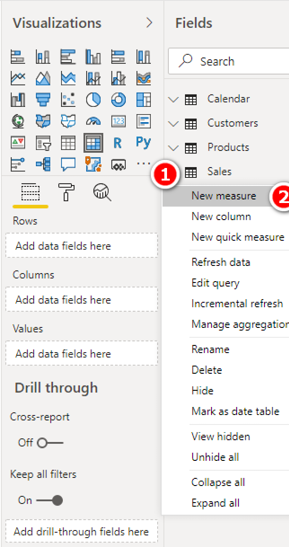 Visualizations
Fields
Search
Calendar
Customers
Products
1
Sales
New measure
2
New column
New quick measure
Refresh data
Edit query
Incremental refresh
Manage aggregation
Rename
Delete
Hide
Mark as date table
View hidden
Unhide all
Collapse all
Expand all
R
Py
...
Rows
Add data fields here
Columns
Add data fields here
Values
Add data fields here
Drill through
Cross-report
Off
Keep all filters
On
Add drill-through fields here